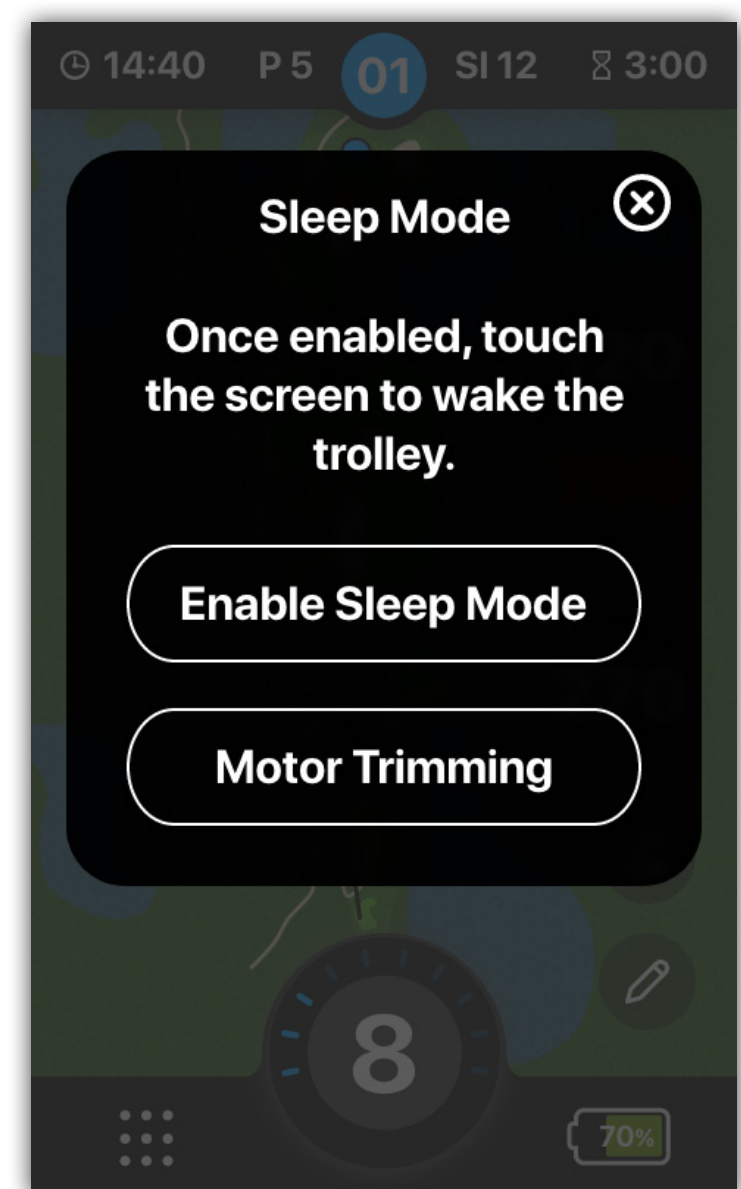 14:40 P 5 01 SI 12 3:00
Sleep Mode
Once enabled, touch
the screen to wake the
trolley.
Enable Sleep Mode
Motor Trimming
8
70%